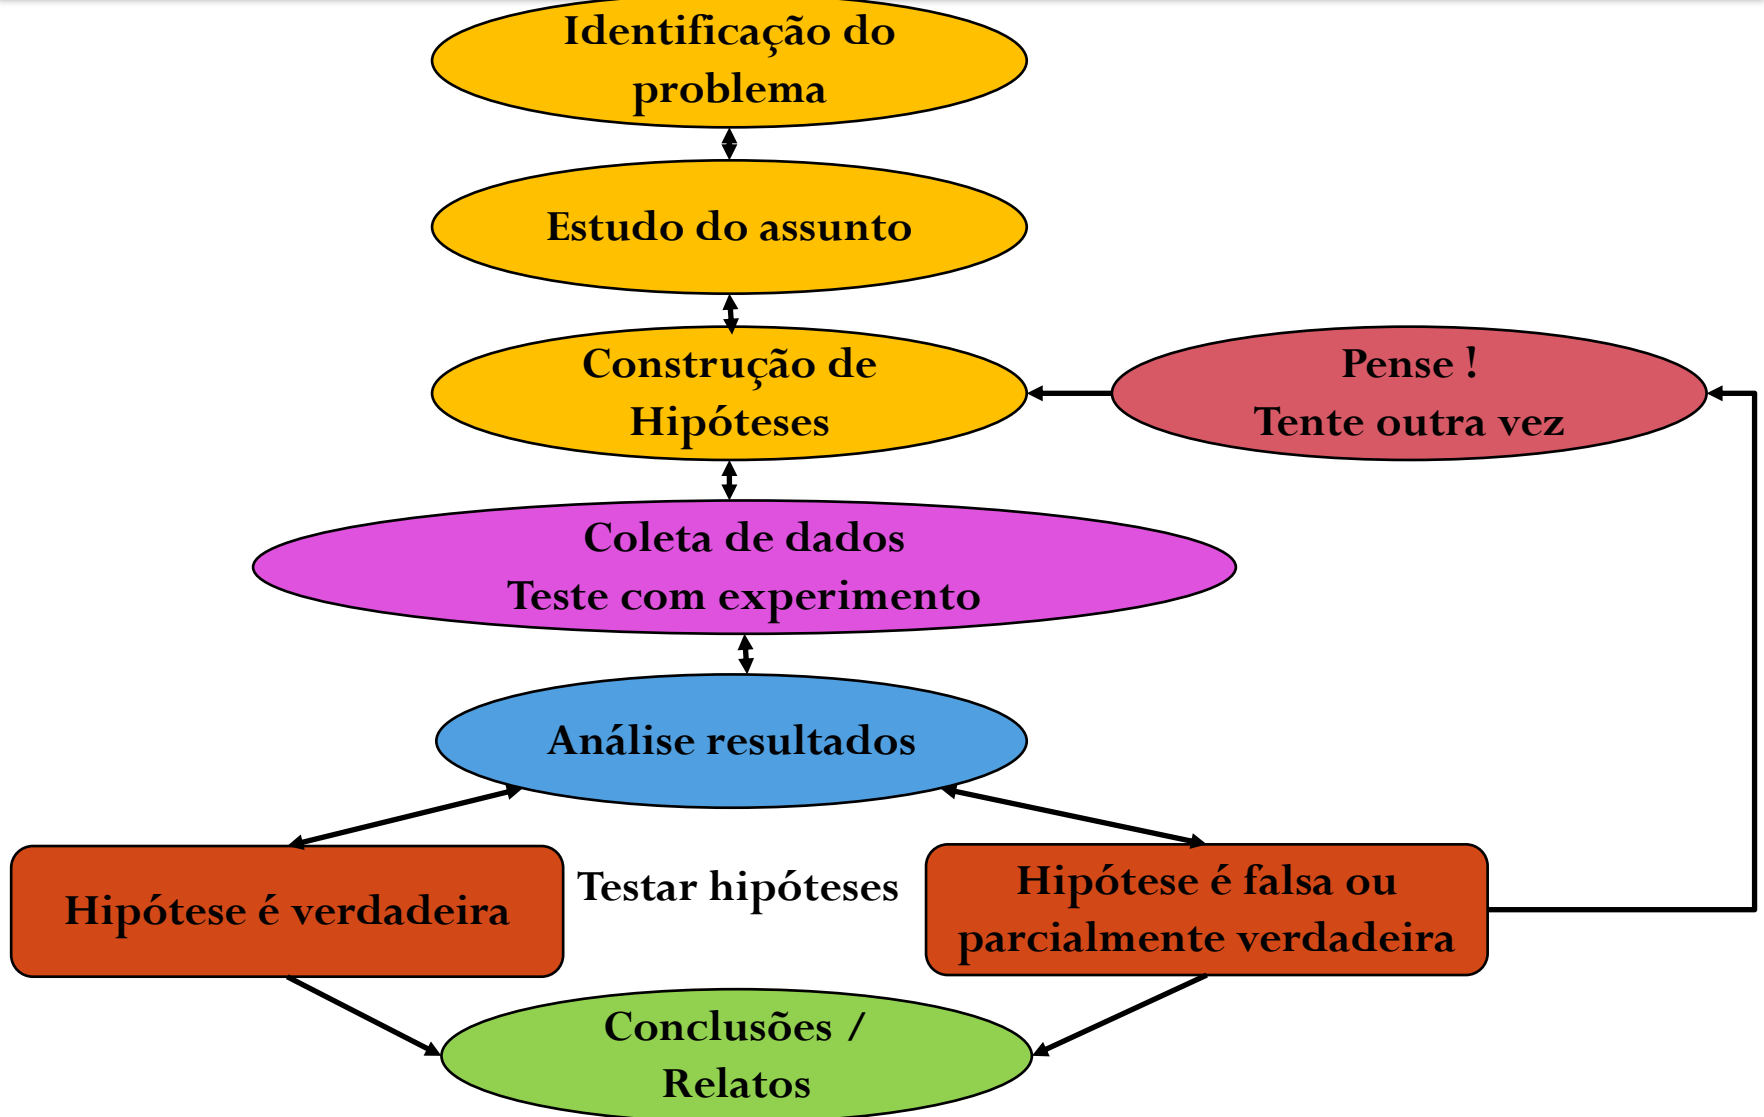 Identificação do
problema
Estudo do assunto
Construção de
Hipóteses
Pense !
Tente outra vez
Coleta de dados
Teste com experimento
Análise resultados
Hipótese é verdadeira
Testar hipóteses
Hipótese é falsa ou
parcialmente verdadeira
Conclusões /
Relatos